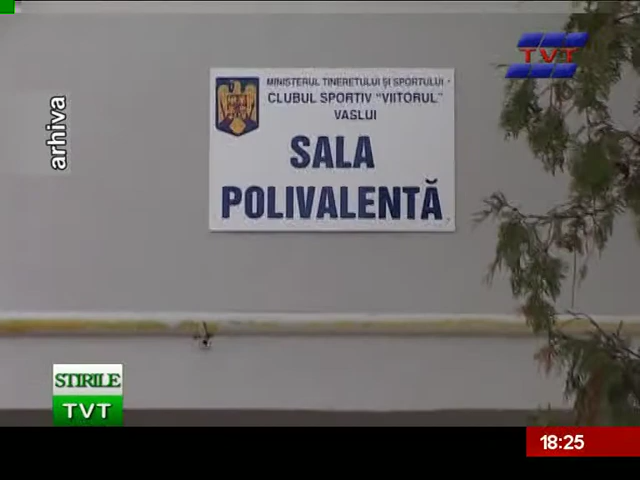 TVT
arhiva
MINISTERUL TINERETULUI ȘI SPORTULUI
CLUBUL SPORTIV "VIITORUL"
VASLUI
SALA
POLIVALENTĂ
STIRILE
TVT
18:25